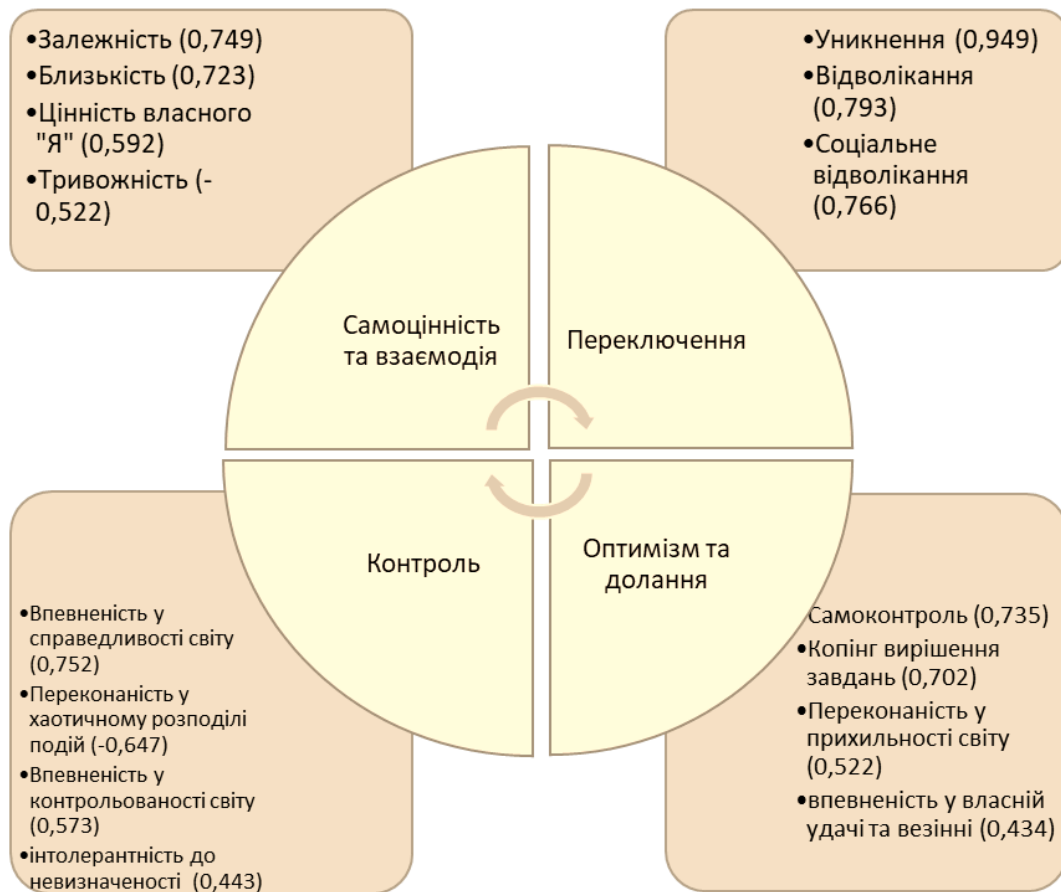 •Залежність (0,749)
•Близькість (0,723)
•Цінність власного
"Я" (0,592)
•Тривожність (-
0,522)
•Уникнення (0,949)
•Відволікання
(0,793)
•Соціальне
відволікання
(0,766)
Самоцінність
та взаємодія
Переключення
Контроль
Оптимізм та
долання
•Впевненість у
справедливості світу
(0,752)
•Переконаність у
хаотичному розподілі
подій (-0,647)
•Впевненість у
контрольованості світу
(0,573)
•інтолерантність до
невизначеності (0,443)
Самоконтроль (0,735)
•Копінг вирішення
завдань (0,702)
•Переконаність у
прихильності світу
(0,522)
•впевненість у власній
удачі та везінні (0,434)